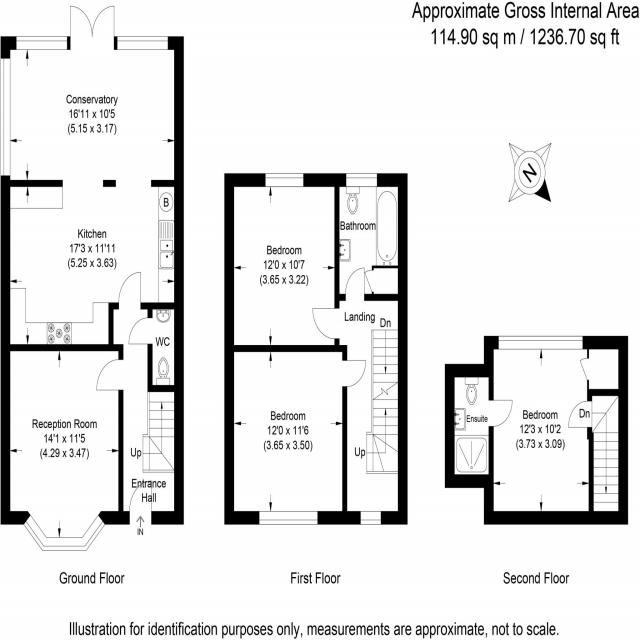 Approximate Gross Internal Area
114.90 sq m / 1236.70 sq ft
Conservatory
16'11 x 10'5
(5.15 x 3.17)
N
B
Kitchen
17'3 x 11'11
(5.25 x 3.63)
WC
Reception Room
14'1 x 11'5
(4.29 x 3.47)
Up
Entrance
Hall
IN
Ground Floor
Bathroom
Bedroom
12'0 x 10'7
(3.65 x 3.22)
Landing
Dn
Bedroom
12'0 x 11'6
(3.65 x 3.50)
Up
First Floor
Ensuite
Bedroom
12'3 x 10'2
(3.73 x 3.09)
Dn
Second Floor
Illustration for identification purposes only, measurements are approximate, not to scale.